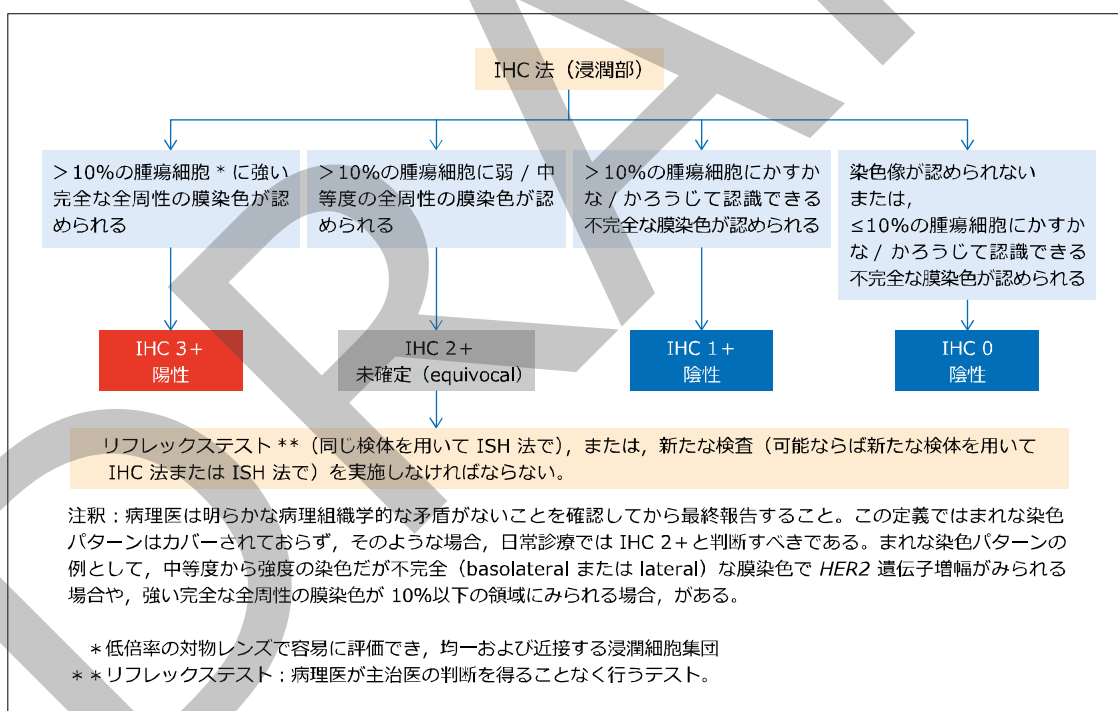 IHC 法（浸潤部）
＞10%の腫瘍細胞 * に強い
完全な全周性の膜染色が認
められる
＞10%の腫瘍細胞に弱 / 中
等度の全周性の膜染色が認
められる
＞10%の腫瘍細胞にかすか
な / かろうじて認識できる
不完全な膜染色が認められる
染色像が認められない
または，
≤10%の腫瘍細胞にかすか
な / かろうじて認識できる
不完全な膜染色が認められる
IHC 3＋
陽性
IHC 2＋
未確定（equivocal）
IHC 1＋
陰性
IHC 0
陰性
リフレックステスト **（同じ検体を用いて ISH 法で），または，新たな検査（可能ならば新たな検体を用いて
IHC 法または ISH 法で）を実施しなければならない。
注釈：病理医は明らかな病理組織学的な矛盾がないことを確認してから最終報告すること。この定義ではまれな染色
パターンはカバーされておらず，そのような場合，日常診療では IHC 2＋と判断すべきである。まれな染色パターンの
例として，中等度から強度の染色だが不完全（basolateral または lateral）な膜染色で HER2 遺伝子増幅がみられる
場合や，強い完全な全周性の膜染色が 10%以下の領域にみられる場合，がある。
＊低倍率の対物レンズで容易に評価でき，均一および近接する浸潤細胞集団
＊＊リフレックステスト：病理医が主治医の判断を得ることなく行うテスト。
DRA